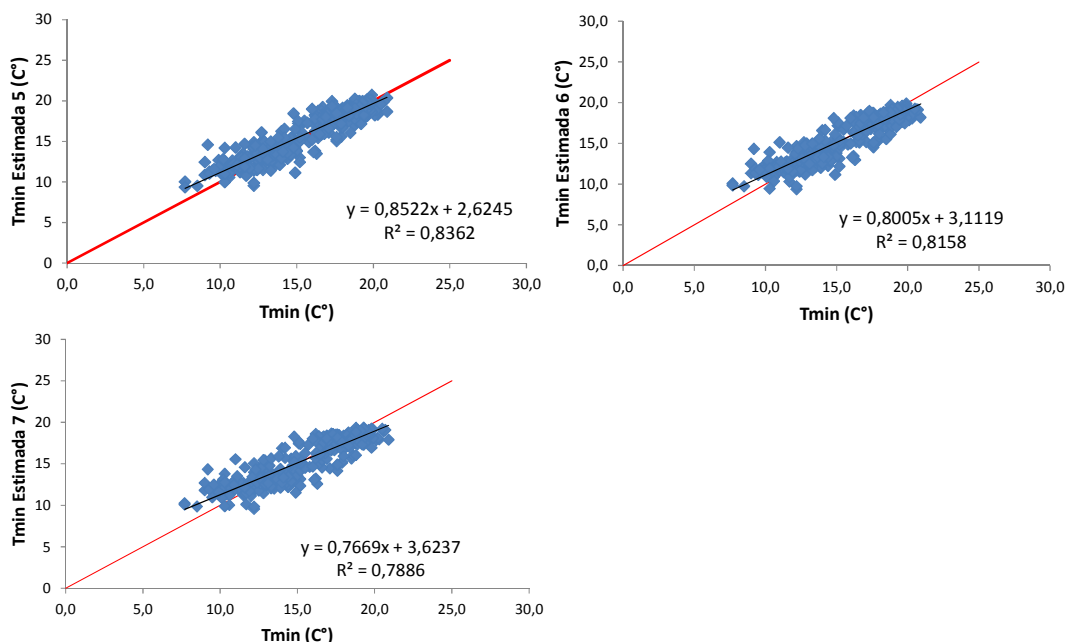 Tmin Estimada 5 (C°)
30
25
20
15
10
5
0
y = 0,8522x + 2,6245
R² = 0,8362
0,0 5,0 10,0 15,0 20,0 25,0 30,0
Tmin (C°)
Tmin Estimada 6 (C°)
30,0
25,0
20,0
15,0
10,0
5,0
0,0
y = 0,8005x + 3,1119
R² = 0,8158
0,0 5,0 10,0 15,0 20,0 25,0 30,0
Tmin (C°)
Tmin Estimada 7 (C°)
30
25
20
15
10
5
0
y = 0,7669x + 3,6237
R² = 0,7886
0,0 5,0 10,0 15,0 20,0 25,0 30,0
Tmin (C°)